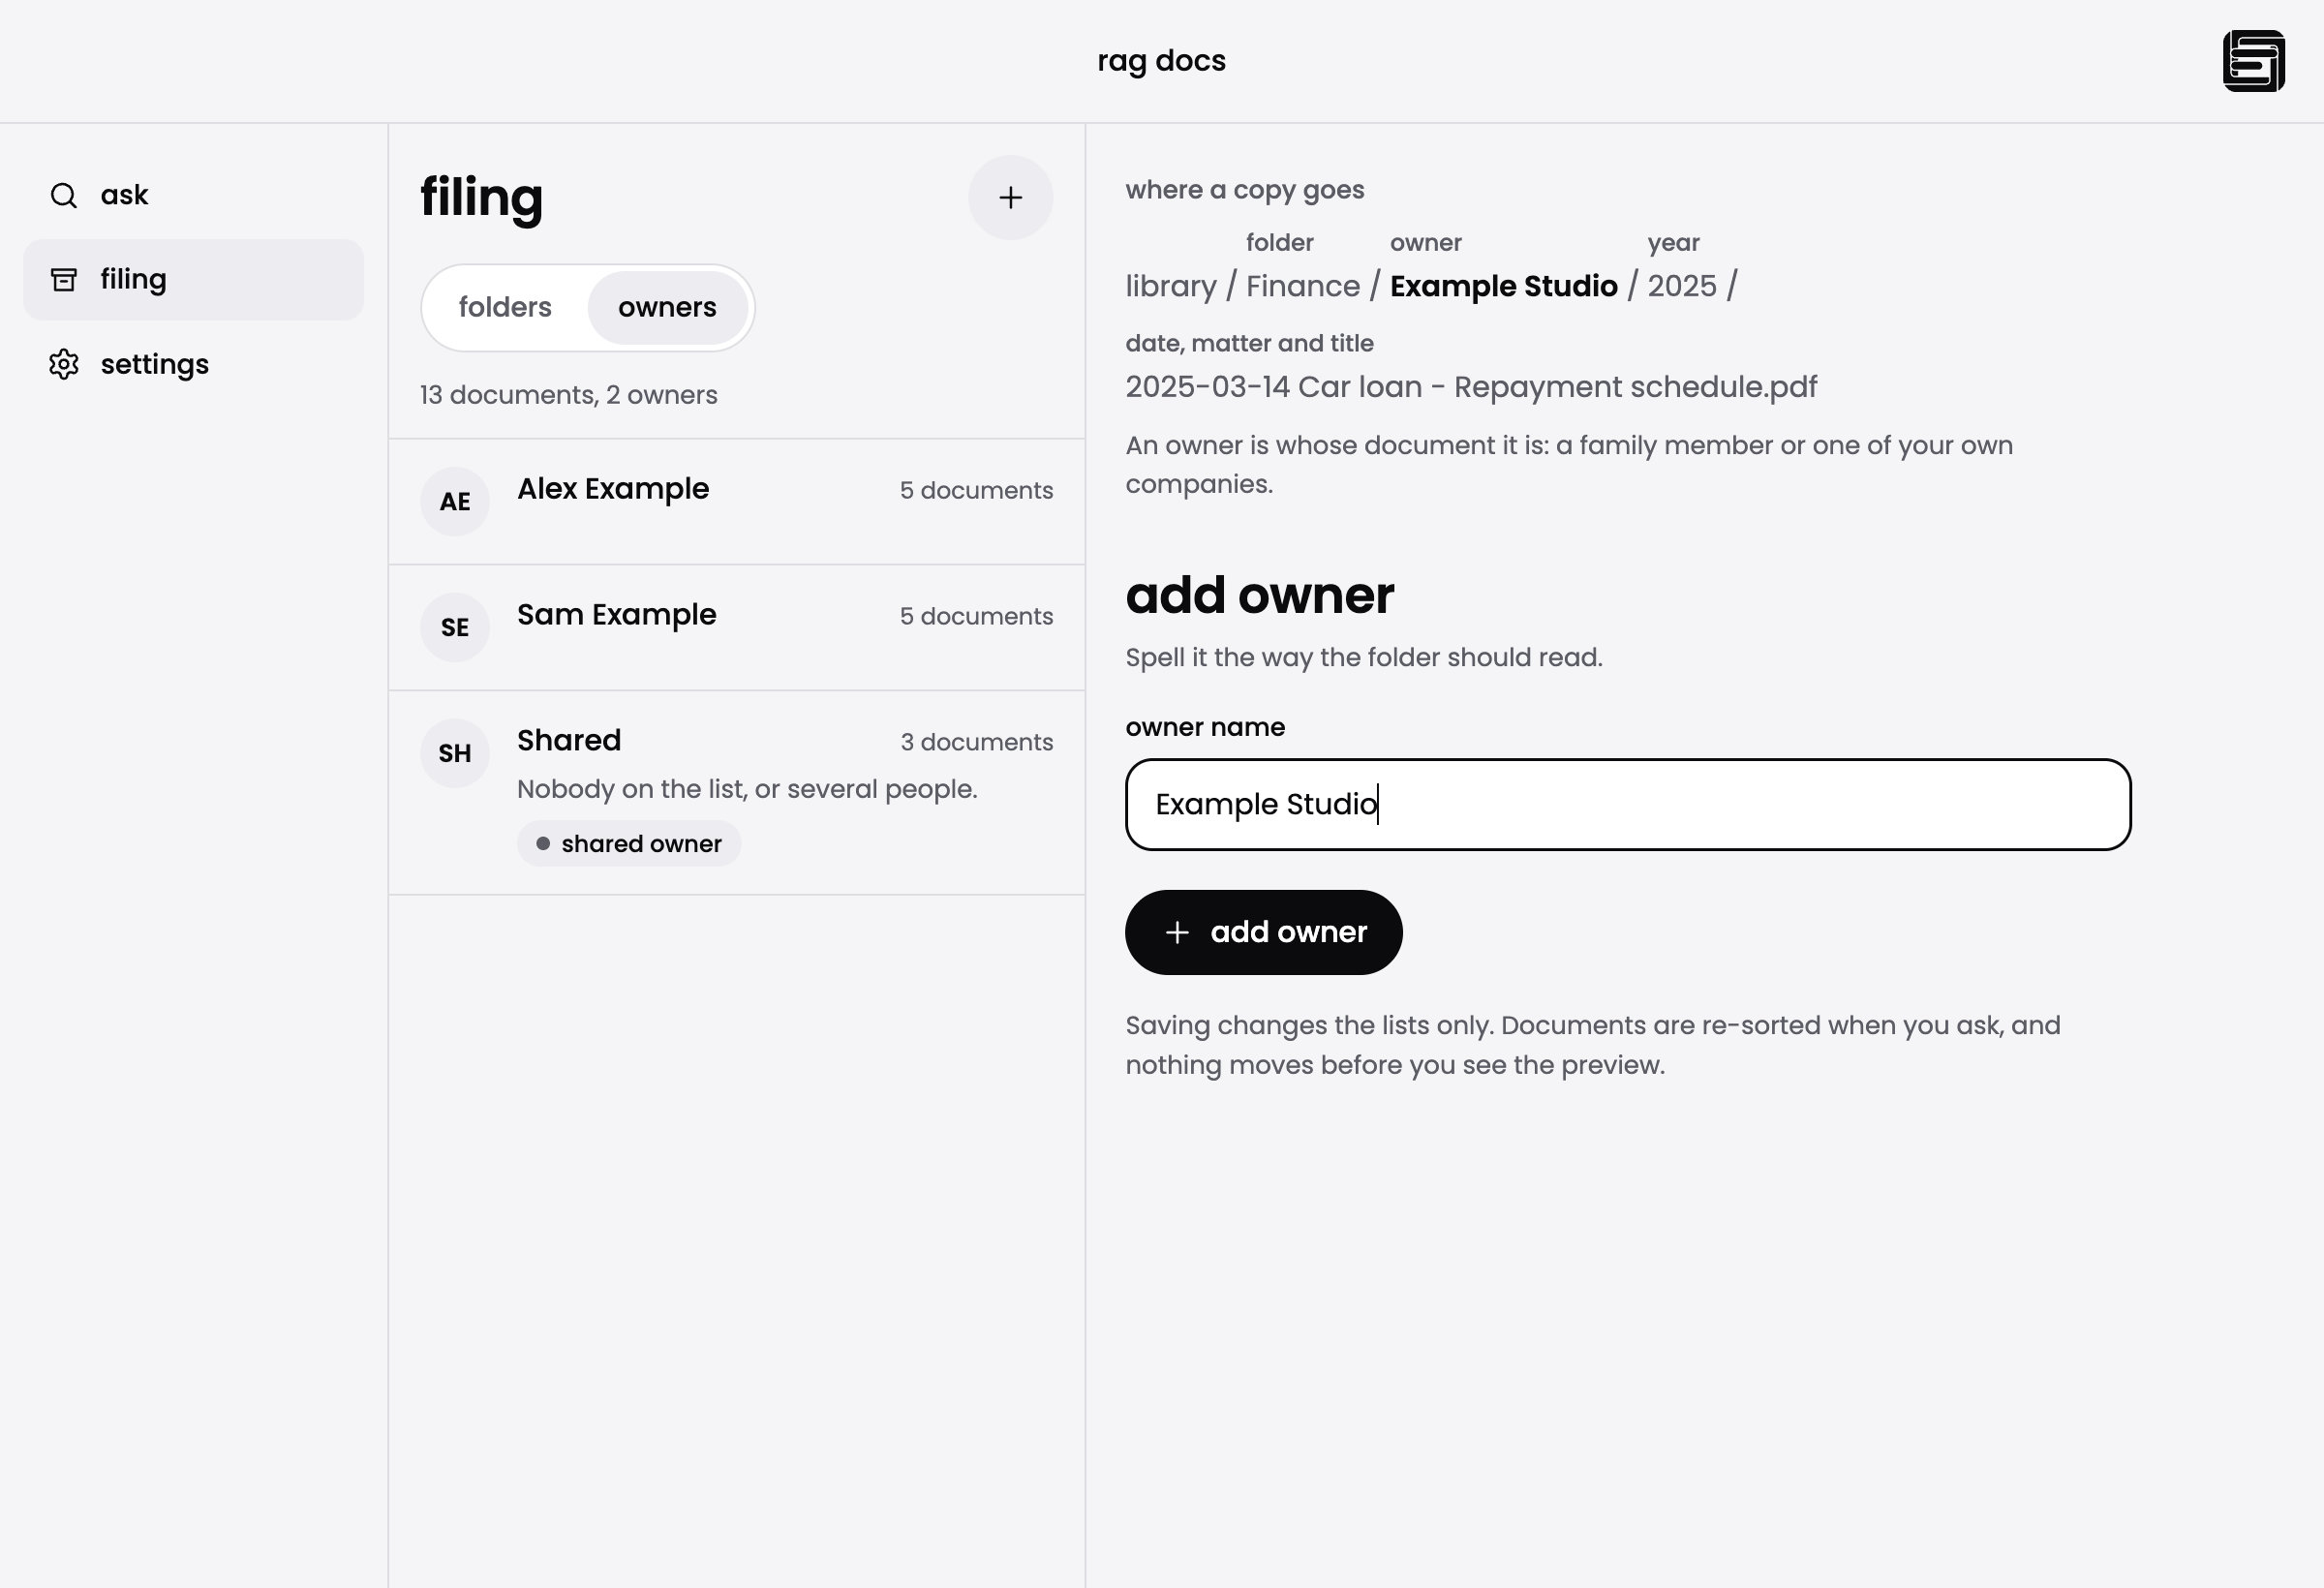 rag docs
ask
filing
settings
filing
folders
owners
13 documents, 2 owners
AE
Alex Example
5 documents
SE
Sam Example
5 documents
SH
Shared
3 documents
Nobody on the list, or several people.
shared owner
where a copy goes
folder owner year
library / Finance / Example Studio / 2025 /
date, matter and title
2025-03-14 Car loan - Repayment schedule.pdf
An owner is whose document it is: a family member or one of your own
companies.
add owner
Spell it the way the folder should read.
owner name
Example Studio
add owner
Saving changes the lists only. Documents are re-sorted when you ask, and
nothing moves before you see the preview.